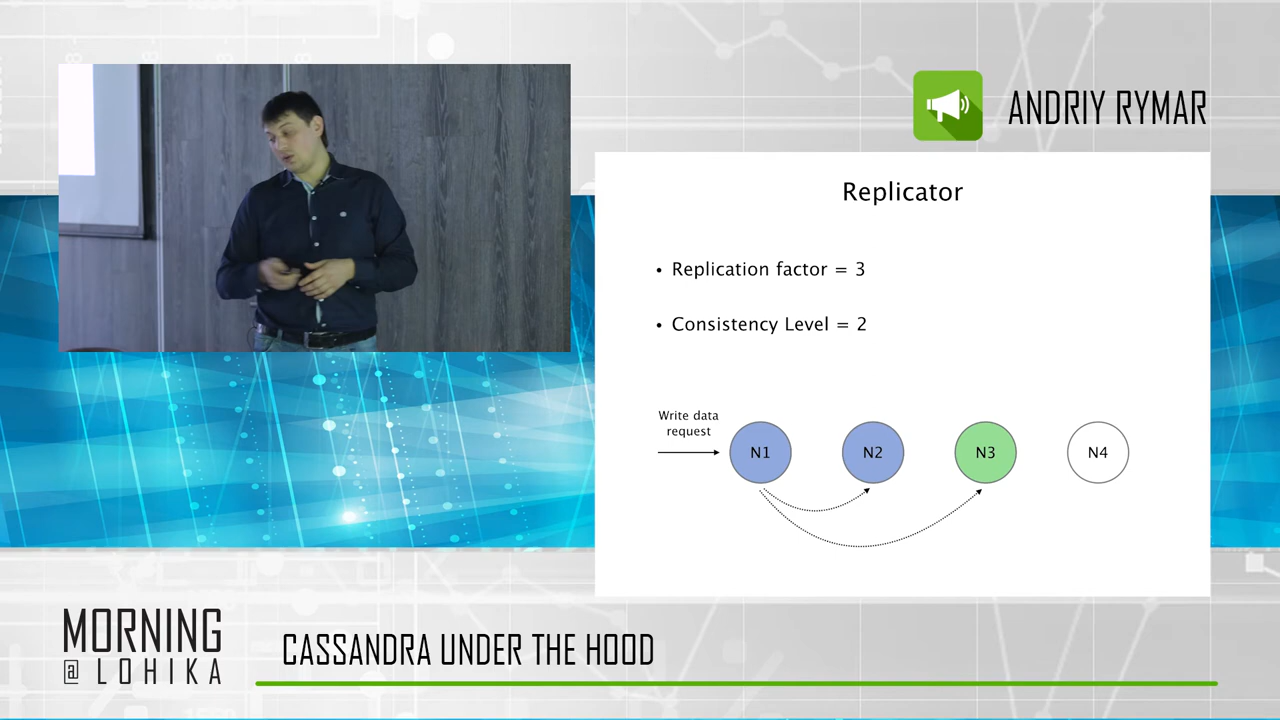 ANDRIY RYMAR
Replicator
• Replication factor = 3
• Consistency Level = 2
Write data
request
N1
N2
N3
N4
MORNING
@ LOHIKA
CASSANDRA UNDER THE HOOD